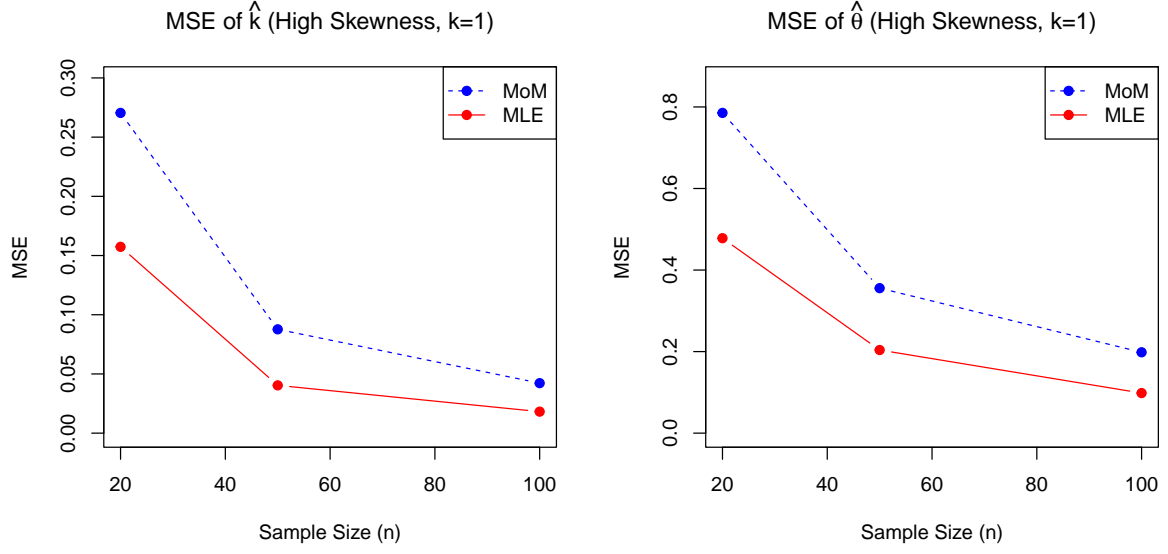 MSE of k̂ (High Skewness, k=1)
MoM
MLE
MSE
0.30
0.25
0.20
0.15
0.10
0.05
0.00
20 40 60 80 100
Sample Size (n)
MSE of θ̂ (High Skewness, k=1)
MoM
MLE
MSE
0.8
0.6
0.4
0.2
0.0
20 40 60 80 100
Sample Size (n)